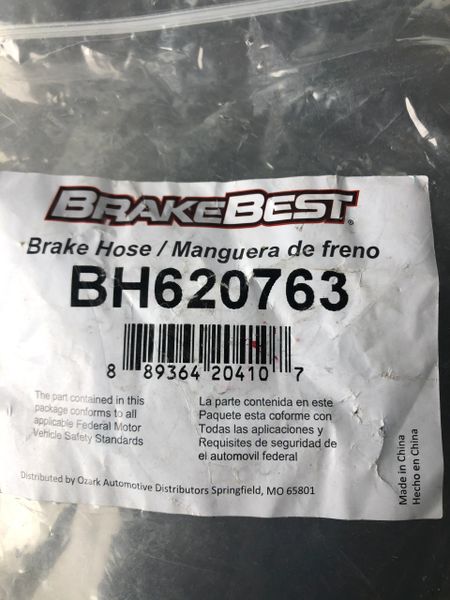 BRAKEBEST®
Brake Hose / Manguera de freno
BH620763
8 89364 20410 7
The part contained in this
package conforms to all
applicable Federal Motor
Vehicle Safety Standards
La parte contenida en este
Paquete esta coforme con
Todas las aplicaciones y
Requisites de seguridad de
el automovil federal
Distributed by Ozark Automotive Distributors Springfield, MO 65801
Made in China
Hecho en China